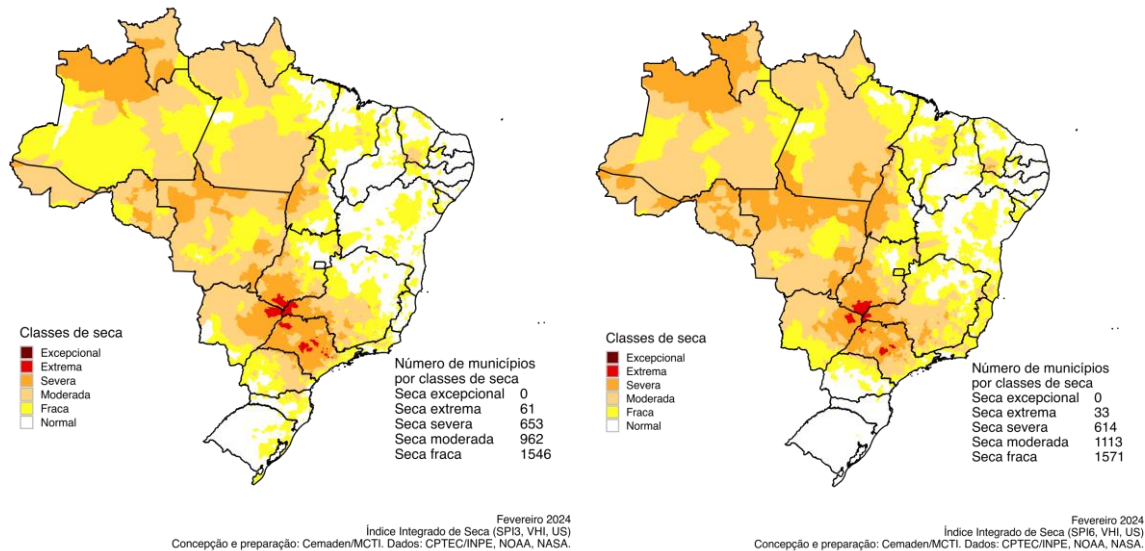 Classes de seca
Excepcional
Extrema
Severa
Moderada
Fraca
Normal
Número de municípios
por classes de seca
Seca excepcional 0
Seca extrema 61
Seca severa 653
Seca moderada 962
Seca fraca 1546
Fevereiro 2024
Índice Integrado de Seca (SPI3, VHI, US)
Concepção e preparação: Cemaden/MCTI. Dados: CPTEC/INPE, NOAA, NASA.
Classes de seca
Excepcional
Extrema
Severa
Moderada
Fraca
Normal
Número de municípios
por classes de seca
Seca excepcional 0
Seca extrema 33
Seca severa 614
Seca moderada 1113
Seca fraca 1571
Fevereiro 2024
Índice Integrado de Seca (SPI6, VHI, US)
Concepção e preparação: Cemaden/MCTI. Dados: CPTEC/INPE, NOAA, NASA.